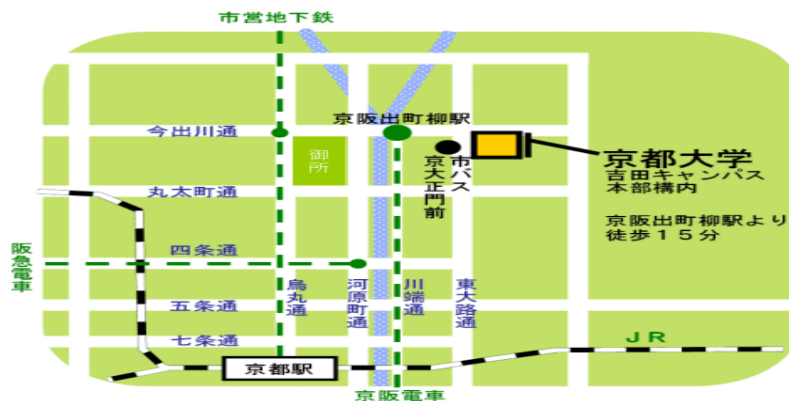 市営地下鉄
京阪出町柳駅
今出川通
御所
市バス
京大正門前
京都大学
吉田キャンパス
本部構内
京阪出町柳駅より
徒歩15分
丸太町通
阪急電車
四条通
烏丸通
河原町通
川端通
東大路通
五条通
七条通
JR
京都駅
京阪電車